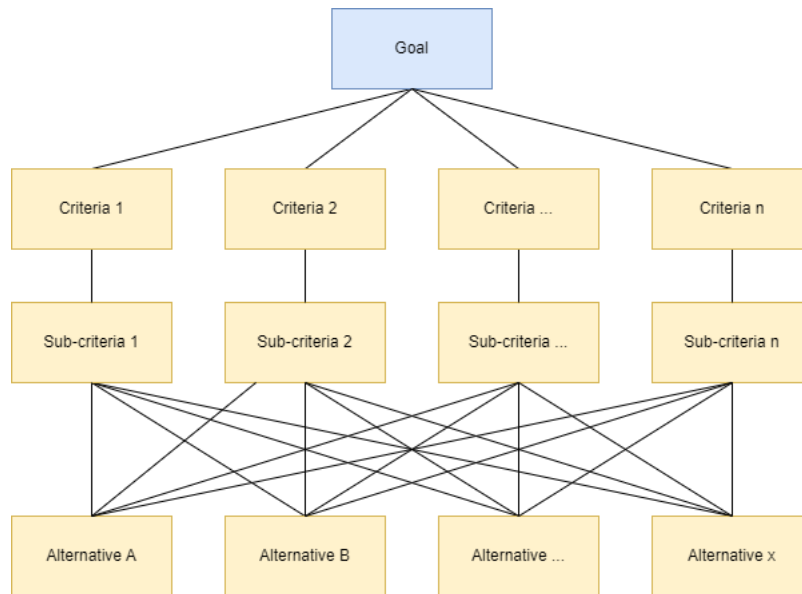 Goal
Criteria 1
Criteria 2
Criteria ...
Criteria n
Sub-criteria 1
Sub-criteria 2
Sub-criteria ...
Sub-criteria n
Alternative A
Alternative B
Alternative ...
Alternative x